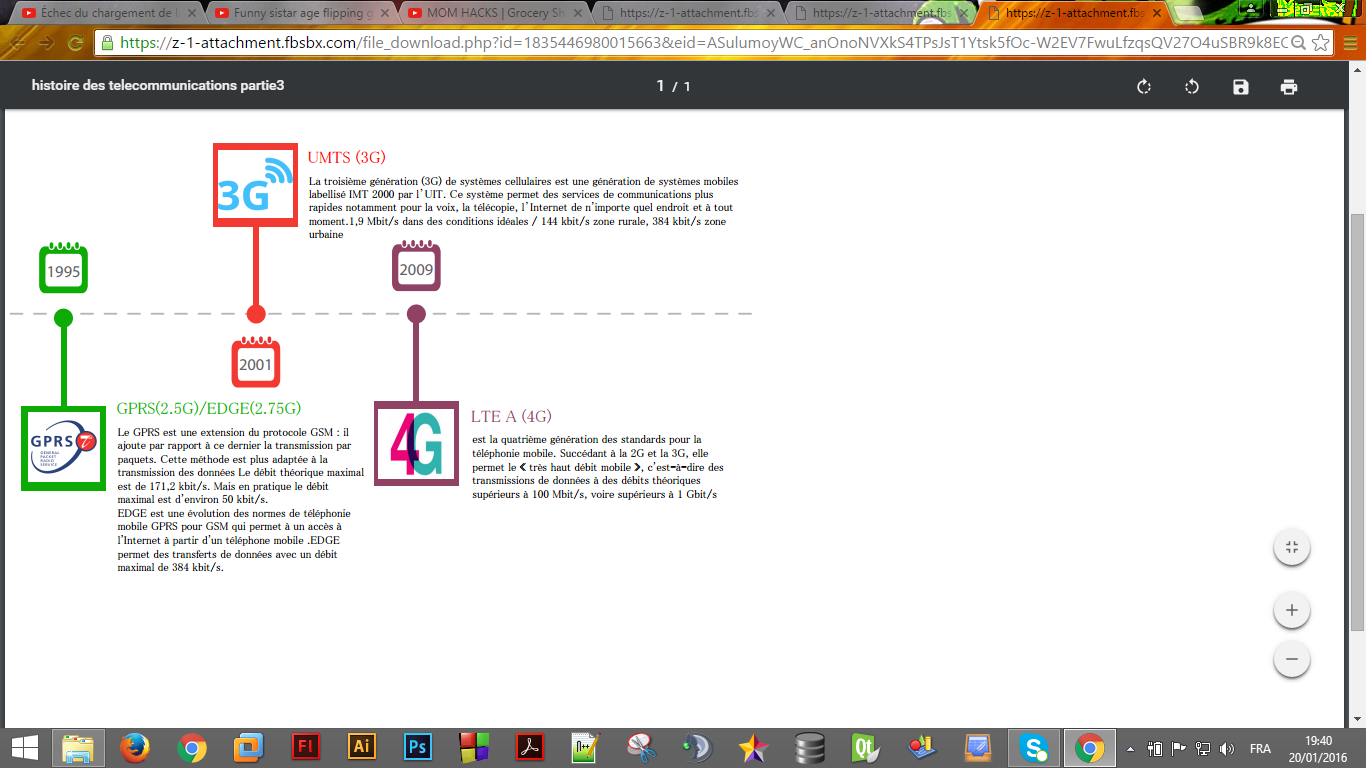 Échec du chargement de l
Funny sistar age flipping g
MOM HACKS | Grocery Sh
https://z-1-attachment.fbs
https://z-1-attachment.fbs
https://z-1-attachment.fbs
https://z-1-attachment.fbsbx.com/file_download.php?id=1835446980015663&eid=ASulumoyWC_anOnoNVXkS4TPsJsT1Ytsk5fOc-W2EV7FwuLfzqsQV27O4uSBR9k8EC
histoire des telecommunications partie3
1 / 1
3G
UMTS (3G)
La troisième génération (3G) de systèmes cellulaires est une génération de systèmes mobiles
labellisé IMT 2000 par l'UIT. Ce système permet des services de communications plus
rapides notamment pour la voix, la télécopie, l'Internet de n'importe quel endroit et à tout
moment.1,9 Mbit/s dans des conditions idéales / 144 kbit/s zone rurale, 384 kbit/s zone
urbaine
1995
2009
2001
GPRS
GENERAL
PACKET
RADIO
SERVICE
GPRS(2.5G)/EDGE(2.75G)
Le GPRS est une extension du protocole GSM : il
ajoute par rapport à ce dernier la transmission par
paquets. Cette méthode est plus adaptée à la
transmission des données Le débit théorique maximal
est de 171,2 kbit/s. Mais en pratique le débit
maximal est d'environ 50 kbit/s.
EDGE est une évolution des normes de téléphonie
mobile GPRS pour GSM qui permet à un accès à
l'Internet à partir d'un téléphone mobile .EDGE
permet des transferts de données avec un débit
maximal de 384 kbit/s.
4G
LTE A (4G)
est la quatrième génération des standards pour la
téléphonie mobile. Succédant à la 2G et la 3G, elle
permet le « très haut débit mobile », c'est-à-dire des
transmissions de données à des débits théoriques
supérieurs à 100 Mbit/s, voire supérieurs à 1 Gbit/s
Fl
Ai
Ps
n++
Qt
S
FRA
19:40
20/01/2016